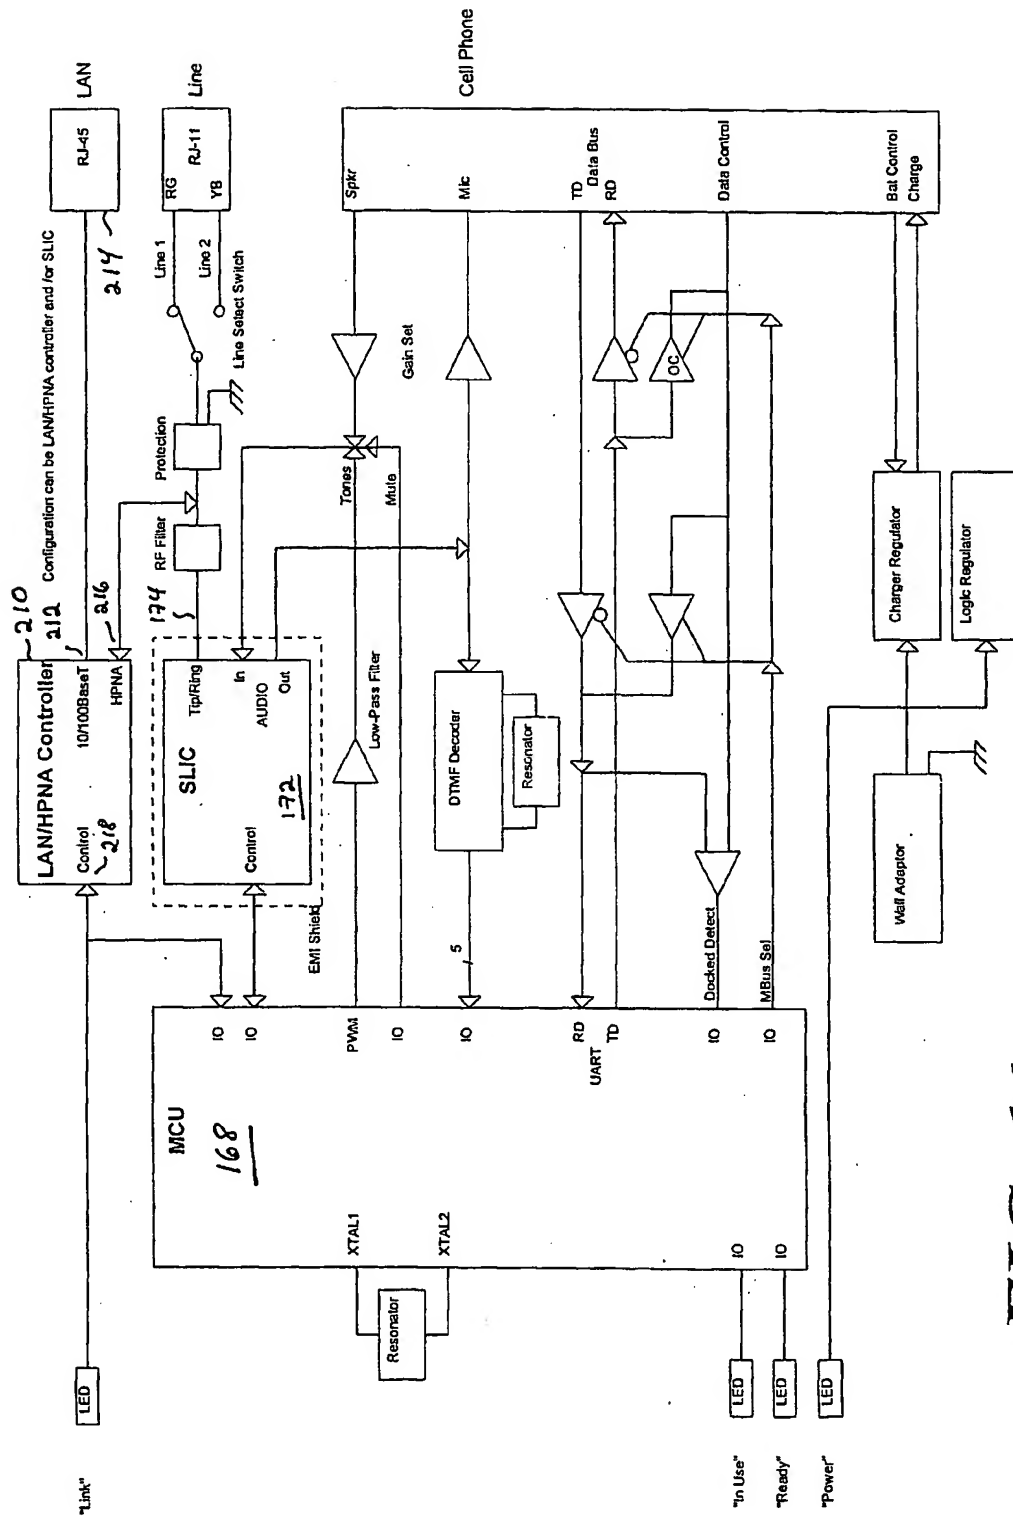 LAN
RJ-45
214
Configuration can be LAN/HPNA controller and /or SLIC
210
212
LAN/HPNA Controller
10/100BaseT
HPNA
216
Control
218
Line
RJ-11
RG
YB
Line 1
Line 2
Line Select Switch
Protection
RF Filter
174
SLIC
Tip/Ring
In
AUDIO
Out
172
Control
EMI Shield
Cell Phone
Spkr
Mic
TD
Data Bus
RD
Data Control
Bat Control
Charge
Gain Set
Tones
Mute
Low-Pass Filter
DTMF Decoder
Resonator
5
OC
Docked Detect
MBus Sel
Charger Regulator
Logic Regulator
Wall Adaptor
MCU
168
IO
IO
PWM
IO
IO
RD
UART
TD
IO
IO
XTAL1
XTAL2
IO
IO
Resonator
"Link"
LED
"In Use"
LED
"Ready"
LED
"Power"
LED